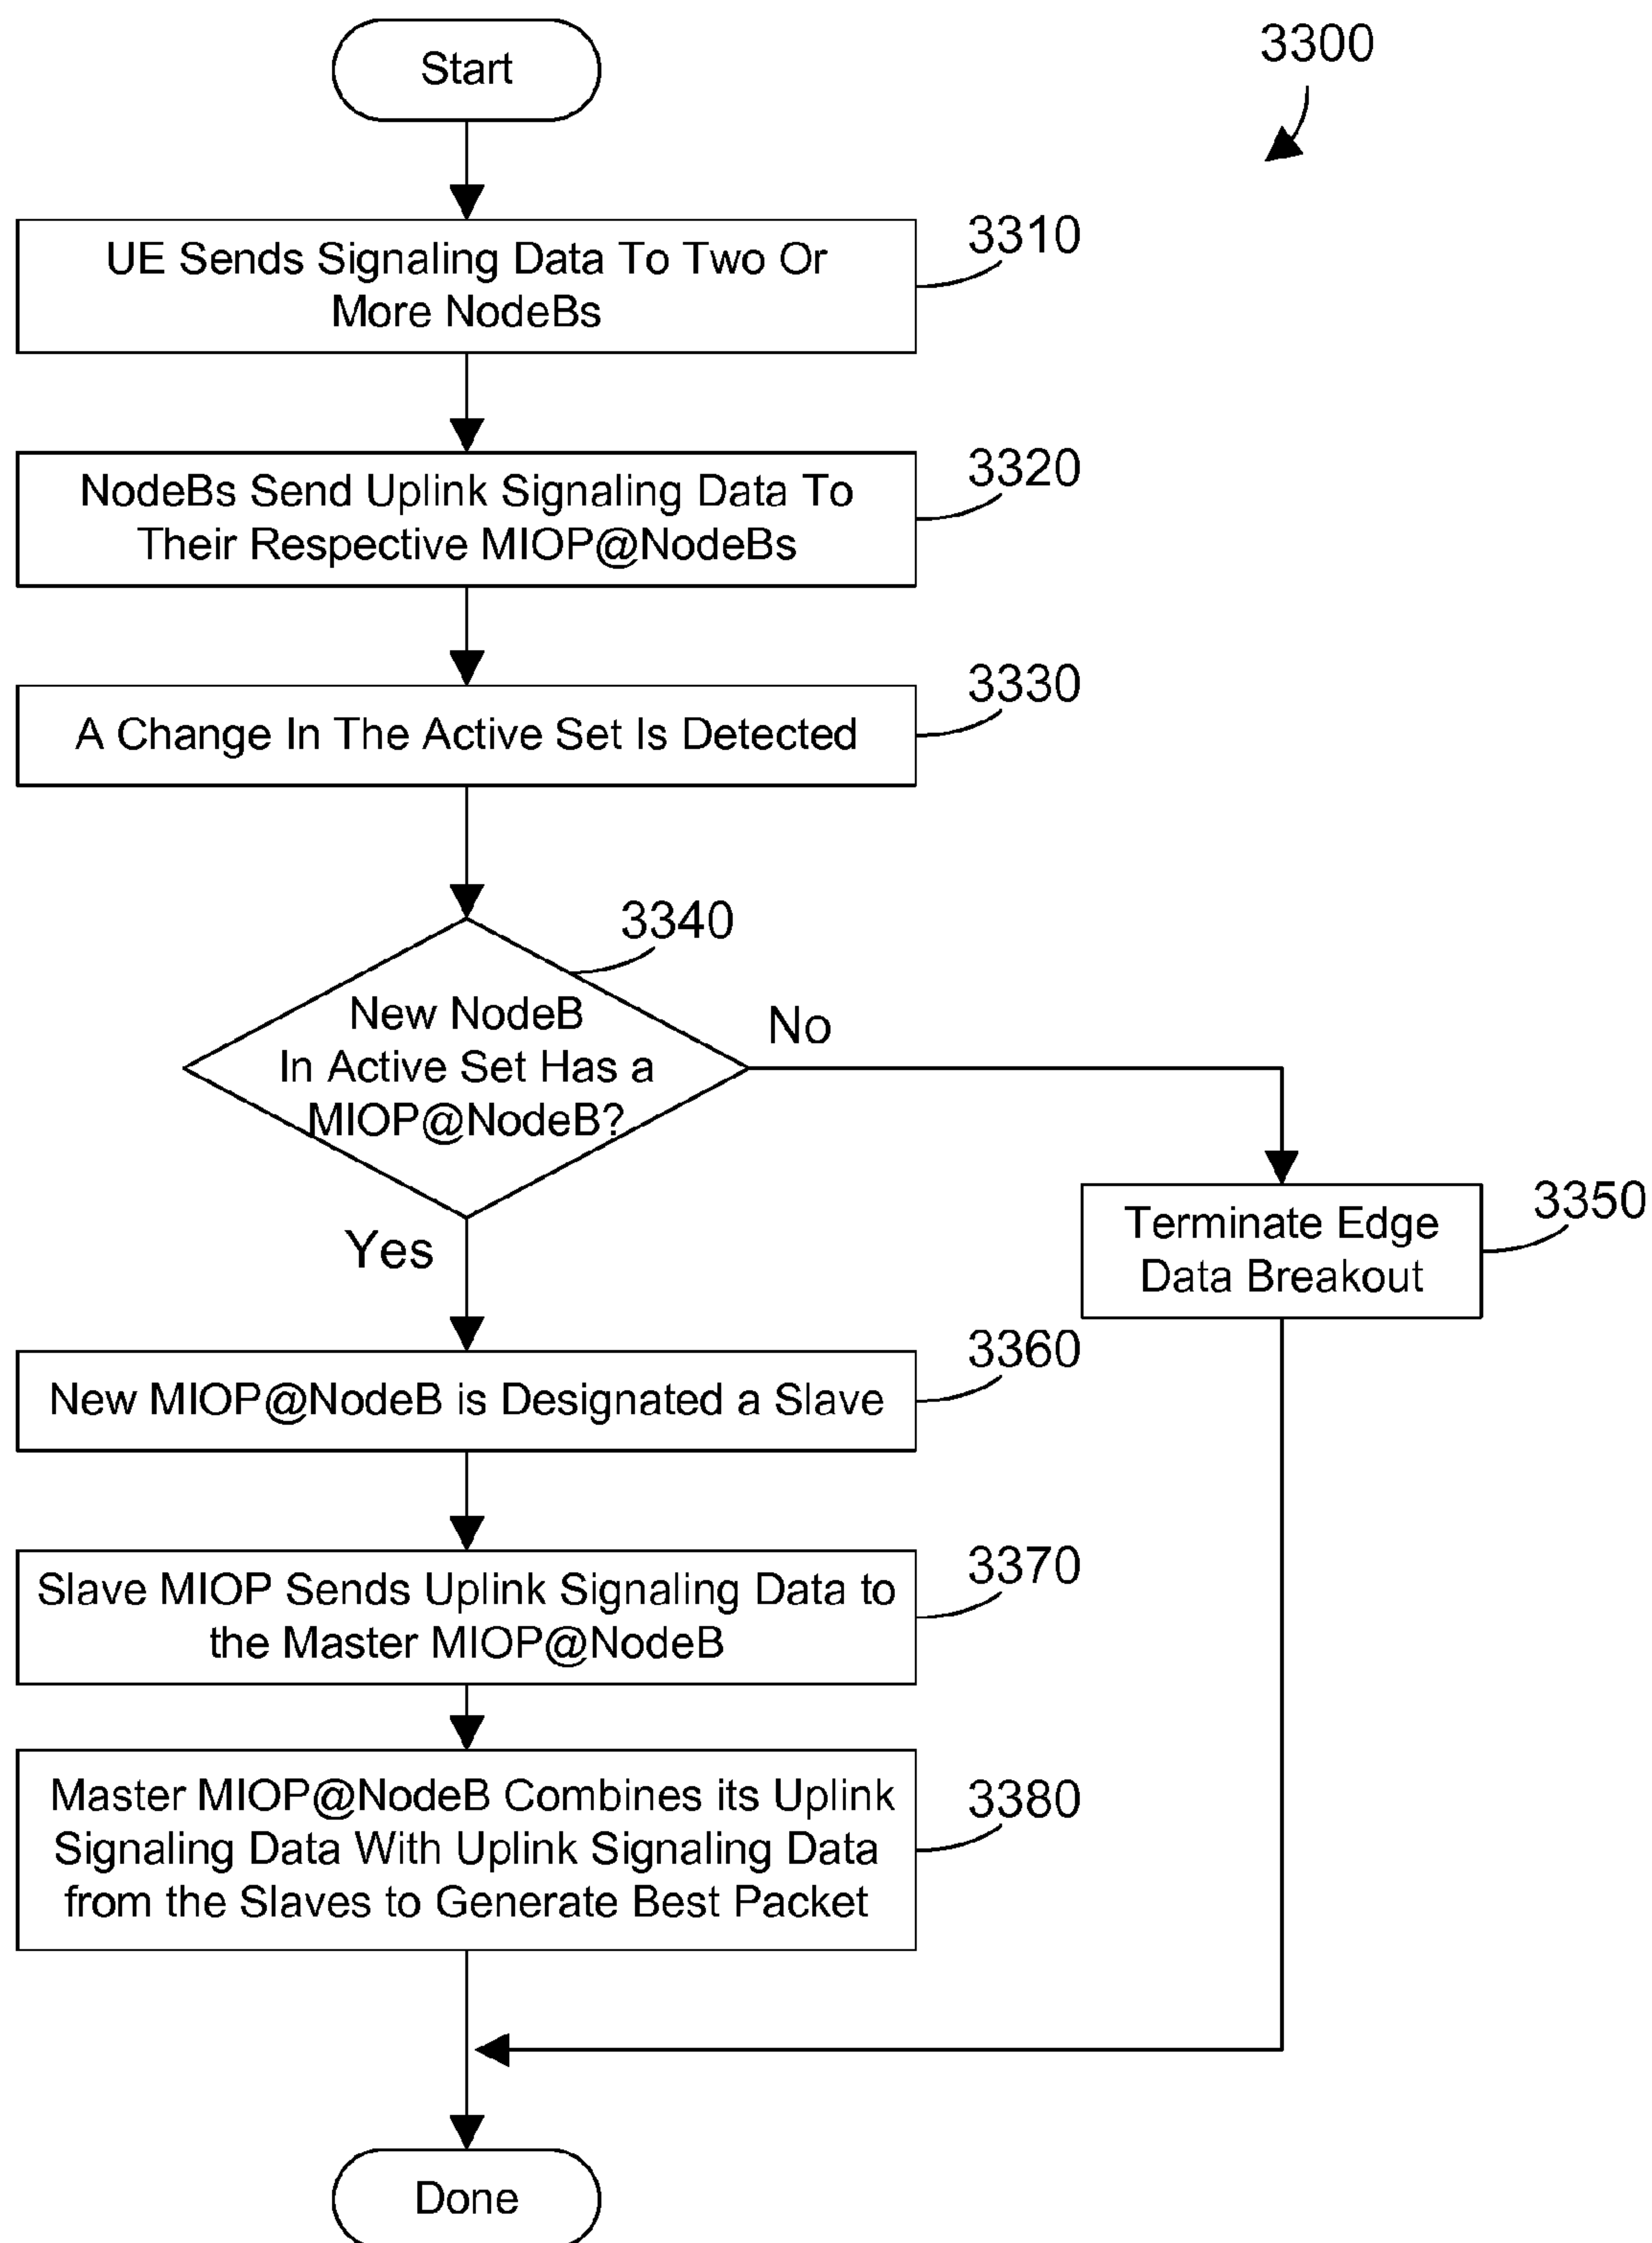 Start
3300
UE Sends Signaling Data To Two Or
More NodeBs
3310
NodeBs Send Uplink Signaling Data To
Their Respective MIOP@NodeBs
3320
A Change In The Active Set Is Detected
3330
3340
New NodeB
In Active Set Has a
MIOP@NodeB?
No
Yes
Terminate Edge
Data Breakout
3350
New MIOP@NodeB is Designated a Slave
3360
Slave MIOP Sends Uplink Signaling Data to
the Master MIOP@NodeB
3370
Master MIOP@NodeB Combines its Uplink
Signaling Data With Uplink Signaling Data
from the Slaves to Generate Best Packet
3380
Done